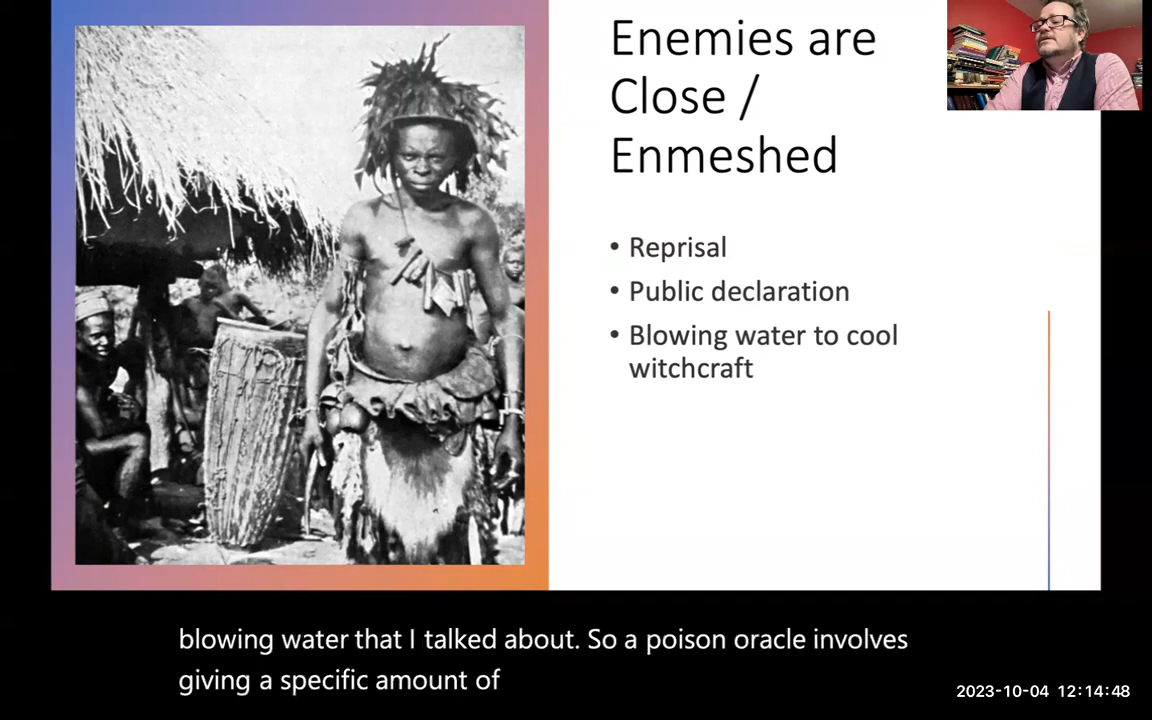 Enemies are
Close /
Enmeshed
• Reprisal
• Public declaration
• Blowing water to cool
witchcraft
blowing water that I talked about. So a poison oracle involves
giving a specific amount of
2023-10-04 12:14:48